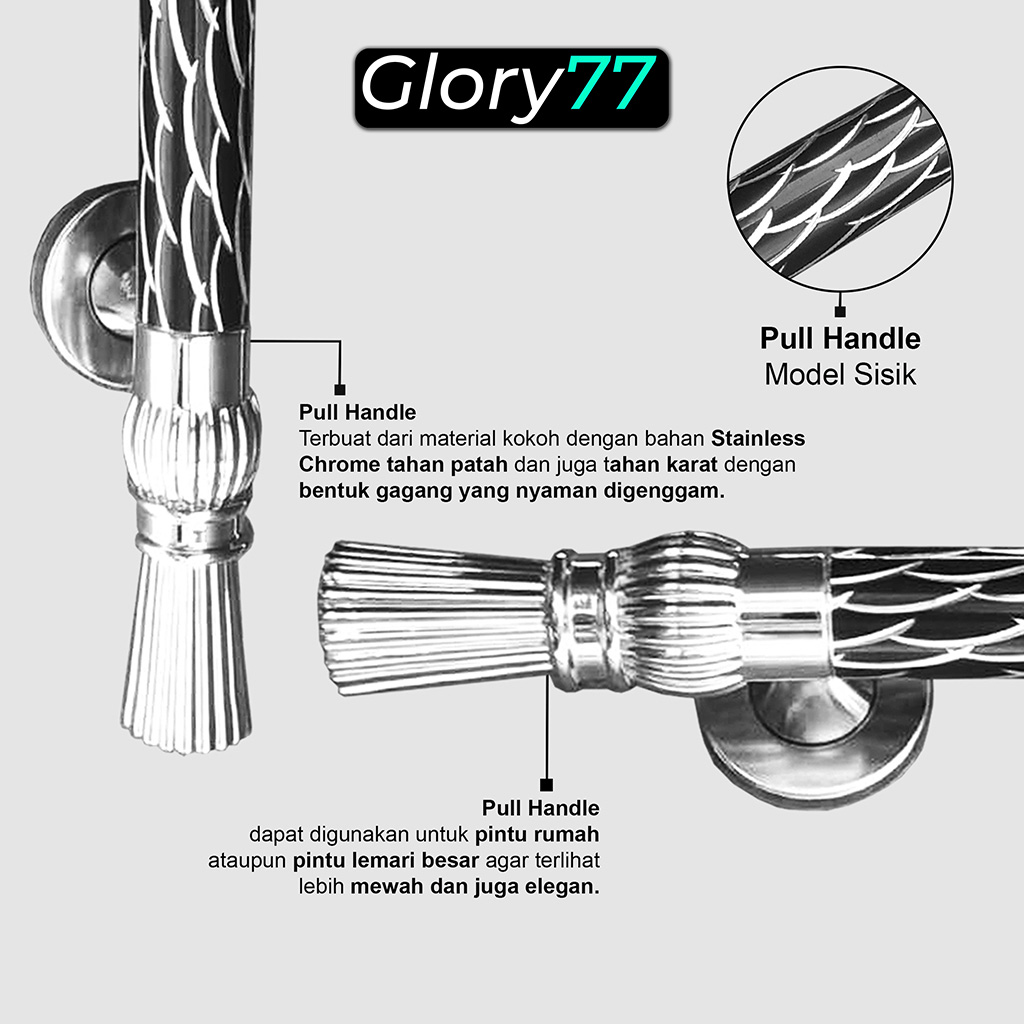 Glory77
Pull Handle
Model Sisik
Pull Handle
Terbuat dari material kokoh dengan bahan Stainless
Chrome tahan patah dan juga tahan karat dengan
bentuk gagang yang nyaman digenggam.
Pull Handle
dapat digunakan untuk pintu rumah
ataupun pintu lemari besar agar terlihat
lebih mewah dan juga elegan.